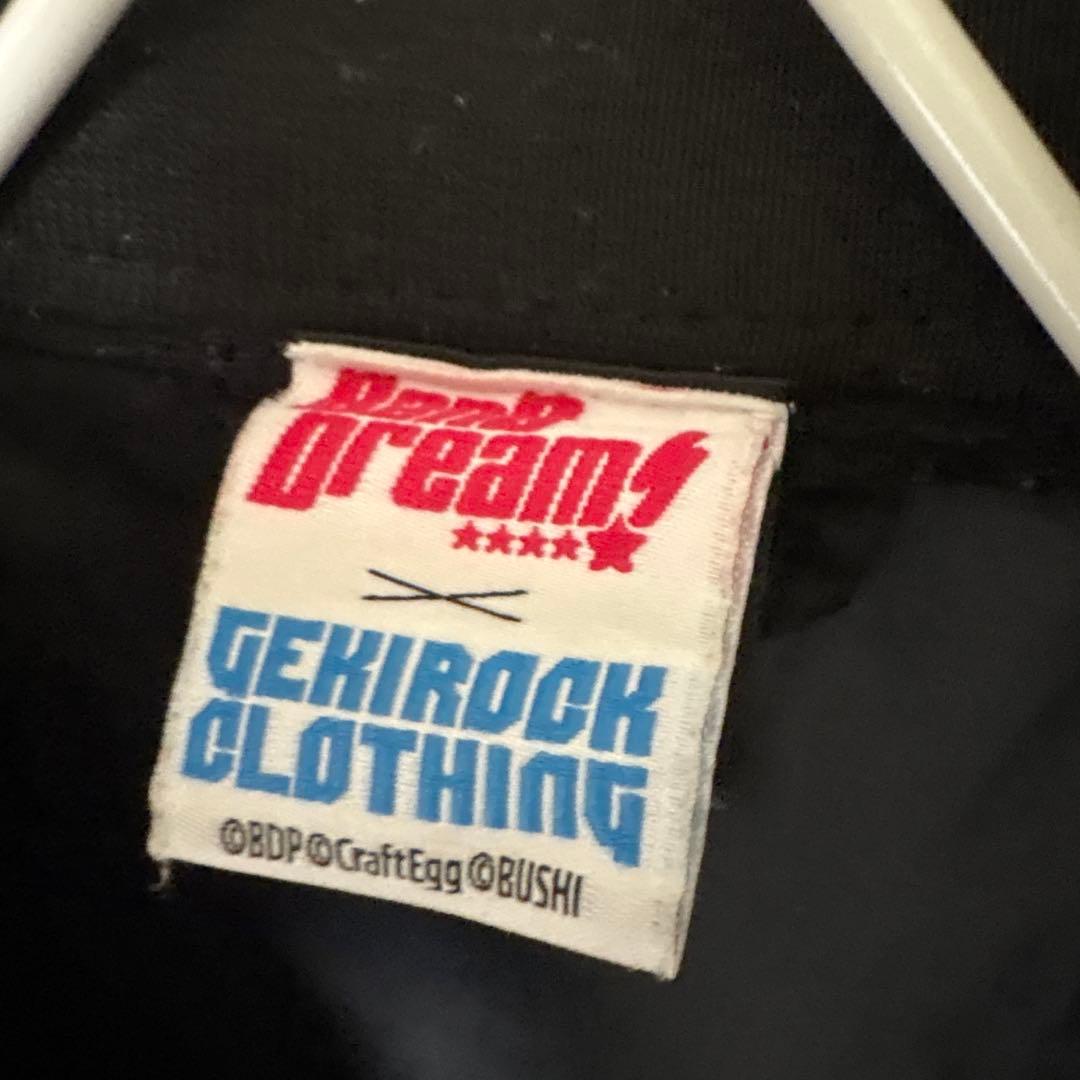 BanG
Dream!
★★★★★
×
GEKIROCK
CLOTHING
©BDP ©CraftEgg ©BUSHI